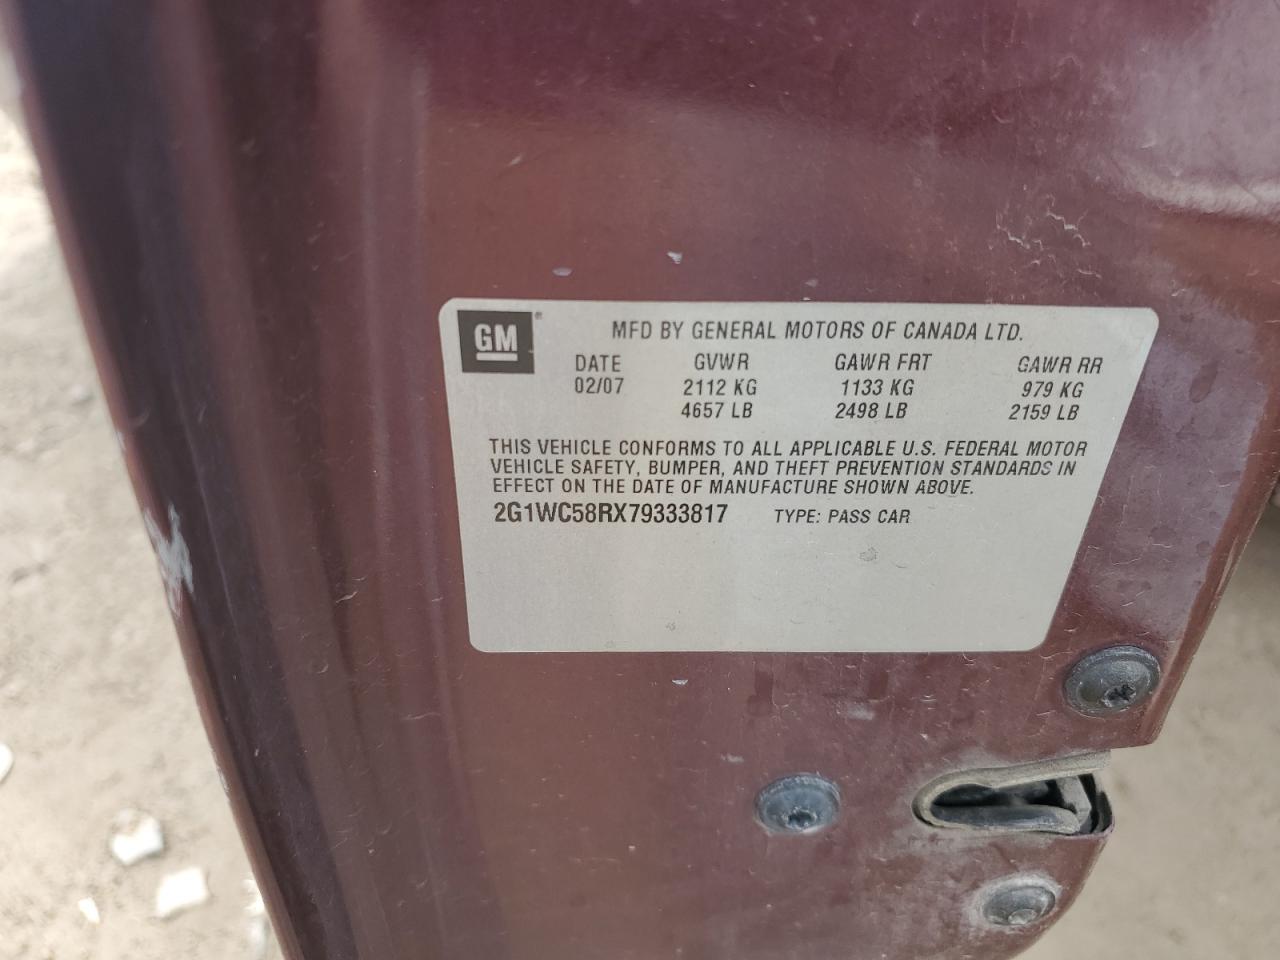 GM ® MFD BY GENERAL MOTORS OF CANADA LTD.
DATE GVWR GAWR FRT GAWR RR
02/07 2112 KG 1133 KG 979 KG
4657 LB 2498 LB 2159 LB
THIS VEHICLE CONFORMS TO ALL APPLICABLE U.S. FEDERAL MOTOR
VEHICLE SAFETY, BUMPER, AND THEFT PREVENTION STANDARDS IN
EFFECT ON THE DATE OF MANUFACTURE SHOWN ABOVE.
2G1WC58RX79333817 TYPE: PASS CAR